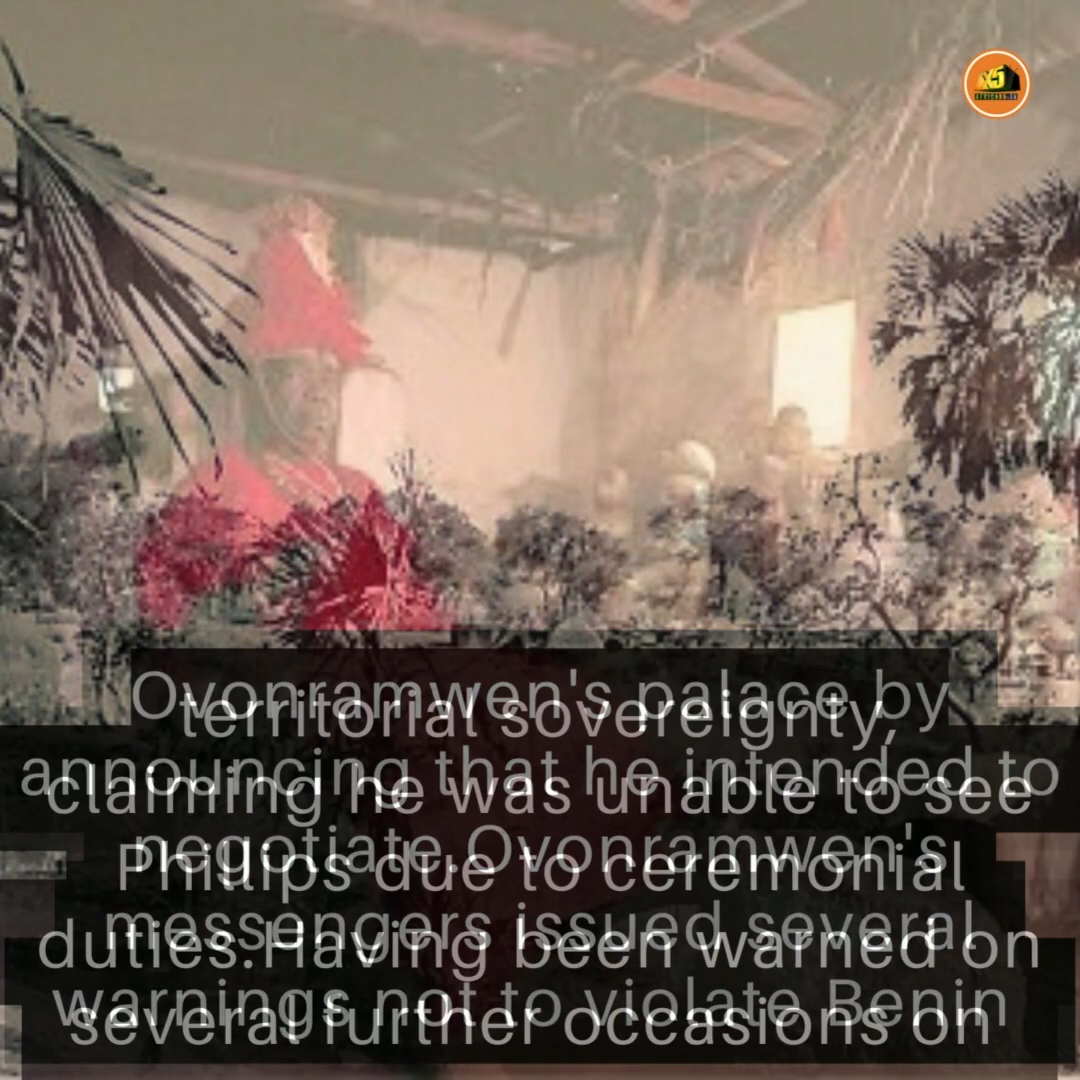 Ovonramwen's palace by
announcing that he intended to
negotiate.Ovonramwen's
messengers issued several
warnings not to violate Benin
territorial sovereignty,
claiming he was unable to see
Phillips due to ceremonial
duties.Having been warned on
several further occasions on